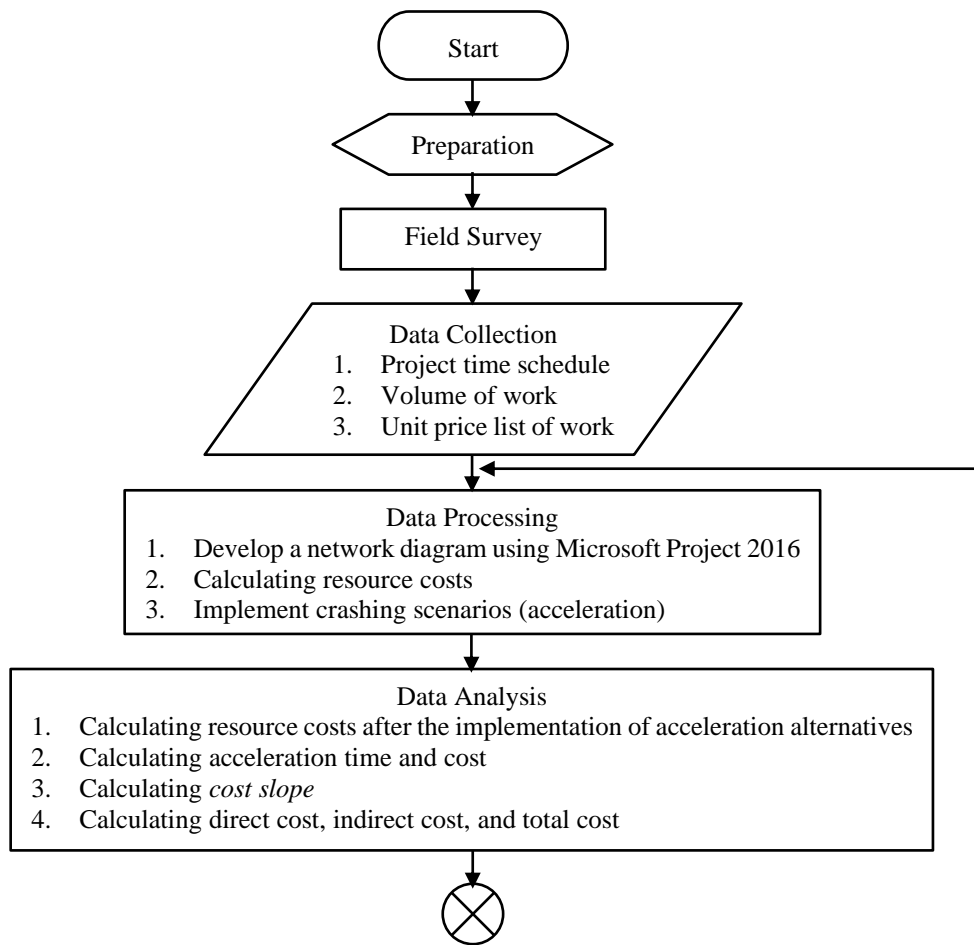 Start
Preparation
Field Survey
Data Collection
1. Project time schedule
2. Volume of work
3. Unit price list of work
Data Processing
1. Develop a network diagram using Microsoft Project 2016
2. Calculating resource costs
3. Implement crashing scenarios (acceleration)
Data Analysis
1. Calculating resource costs after the implementation of acceleration alternatives
2. Calculating acceleration time and cost
3. Calculating cost slope
4. Calculating direct cost, indirect cost, and total cost